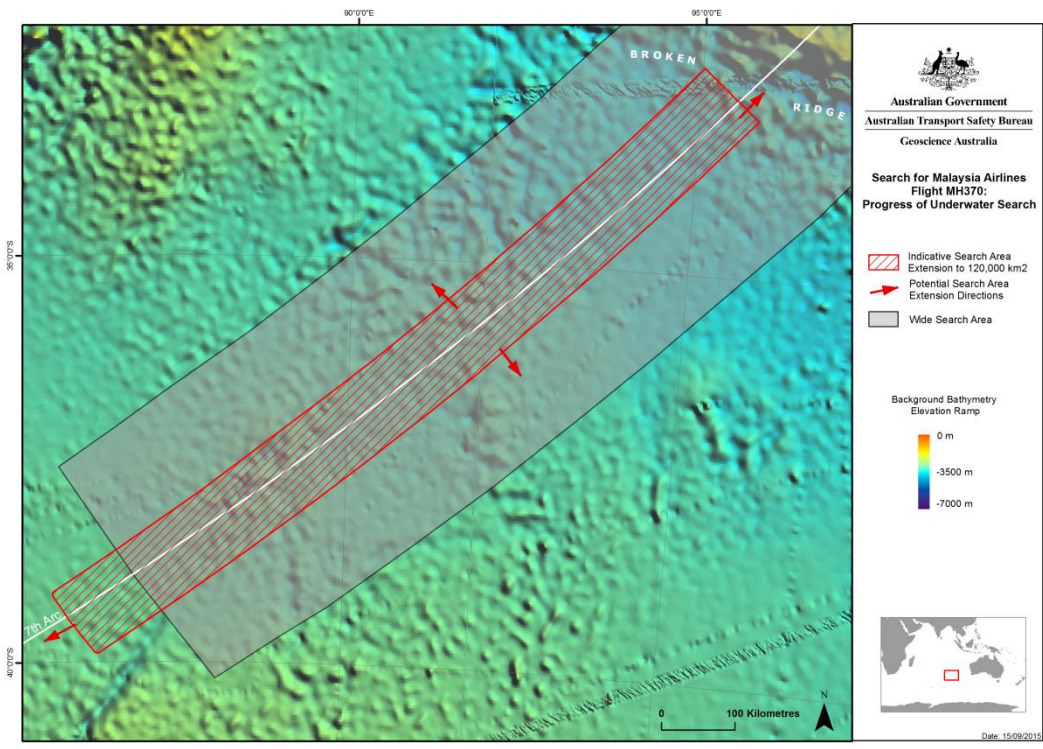 90°0'0"E
95°0'0"E
BROKEN
RIDGE
35°0'0"S
7th Arc
40°0'0"S
0 100 Kilometres
N
Australian Government
Australian Transport Safety Bureau
Geoscience Australia
Search for Malaysia Airlines
Flight MH370:
Progress of Underwater Search
Indicative Search Area
Extension to 120,000 km2
Potential Search Area
Extension Directions
Wide Search Area
Background Bathymetry
Elevation Ramp
0 m
-3500 m
-7000 m
Date: 15/09/2015